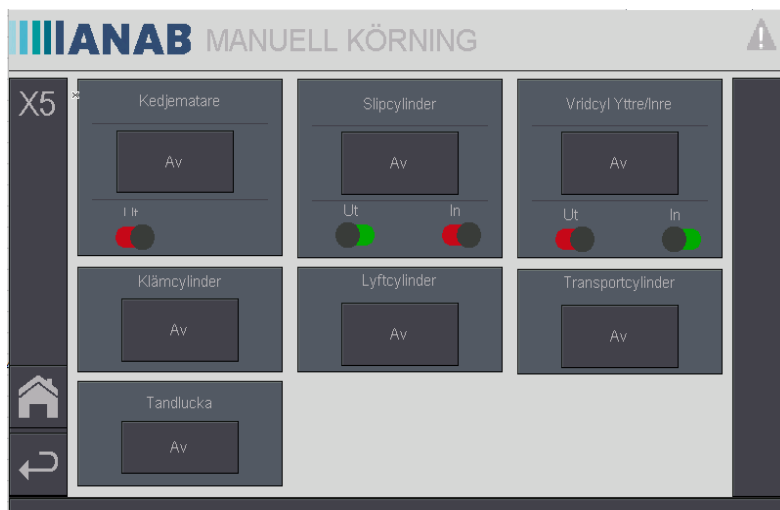 ANAB MANUELL KÖRNING
X5
Kedjematare
Av
Ut
Slipcylinder
Av
Ut In
Vridcyl Yttre/Inre
Av
Ut In
Klämcylinder
Av
Lyftcylinder
Av
Transportcylinder
Av
Tandlucka
Av